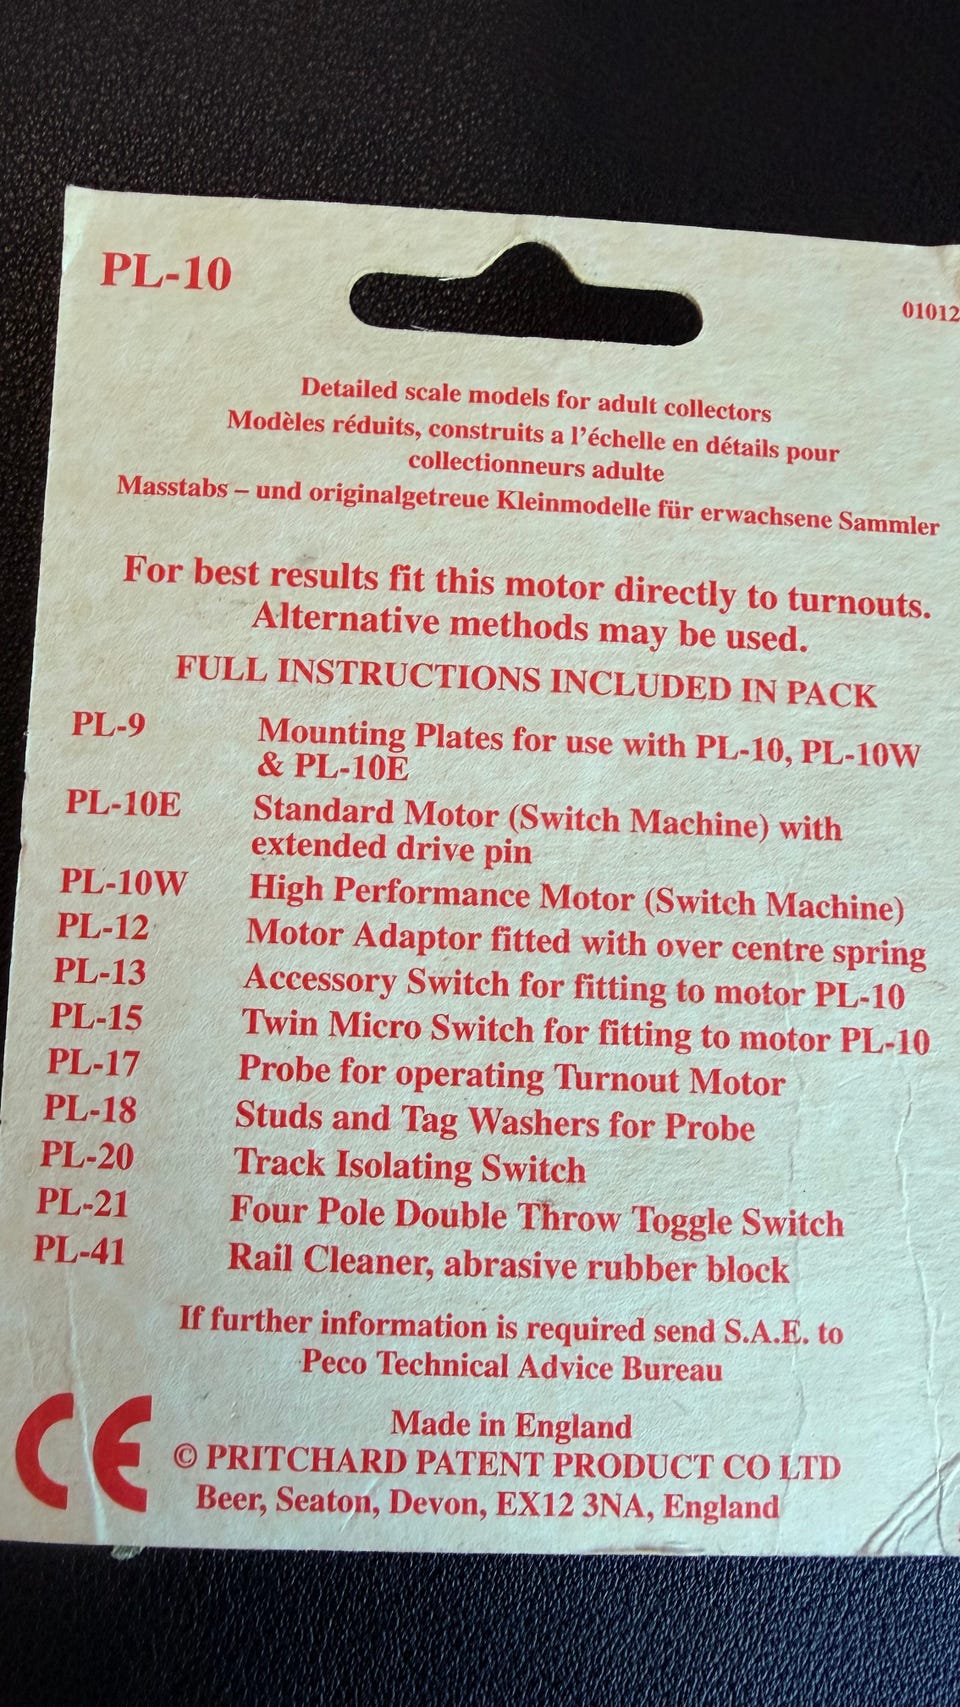 PL-10
01012
Detailed scale models for adult collectors
Modèles réduits, construits a l'échelle en détails pour
collectionneurs adulte
Masstabs – und originalgetreue Kleinmodelle für erwachsene Sammler
For best results fit this motor directly to turnouts.
Alternative methods may be used.
FULL INSTRUCTIONS INCLUDED IN PACK
PL-9 Mounting Plates for use with PL-10, PL-10W
& PL-10E
PL-10E Standard Motor (Switch Machine) with
extended drive pin
PL-10W High Performance Motor (Switch Machine)
PL-12 Motor Adaptor fitted with over centre spring
PL-13 Accessory Switch for fitting to motor PL-10
PL-15 Twin Micro Switch for fitting to motor PL-10
PL-17 Probe for operating Turnout Motor
PL-18 Studs and Tag Washers for Probe
PL-20 Track Isolating Switch
PL-21 Four Pole Double Throw Toggle Switch
PL-41 Rail Cleaner, abrasive rubber block
If further information is required send S.A.E. to
Peco Technical Advice Bureau
Made in England
© PRITCHARD PATENT PRODUCT CO LTD
Beer, Seaton, Devon, EX12 3NA, England
CE